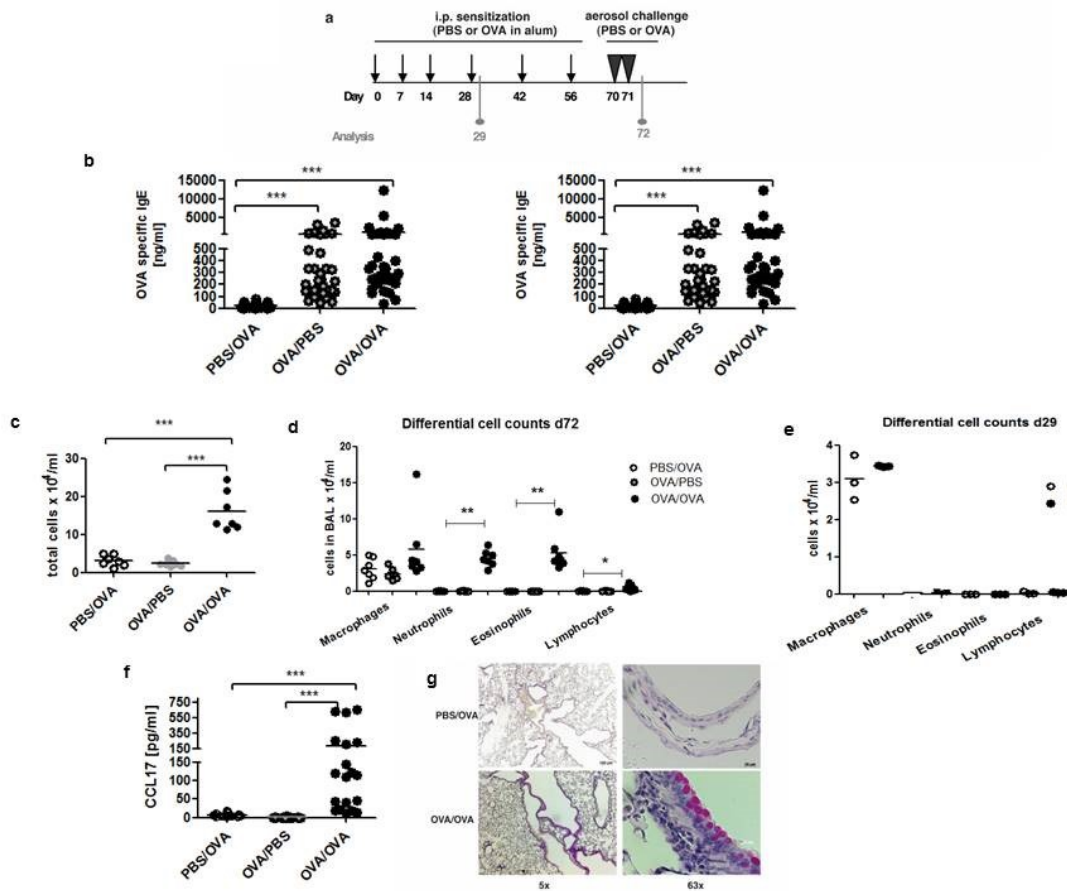 a
i.p. sensitization
(PBS or OVA in alum)
aerosol challenge
(PBS or OVA)
Day 0 7 14 28 42 56 70 71
Analysis 29 72
b
OVA specific IgE
[ng/ml]
15000
10000
5000
500
400
300
200
100
0
***
***
PBS/OVA
OVA/PBS
OVA/OVA
OVA specific IgE
[ng/ml]
15000
10000
5000
500
400
300
200
100
0
***
***
PBS/OVA
OVA/PBS
OVA/OVA
c
total cells x 10⁴/ml
30
20
10
0
***
***
PBS/OVA
OVA/PBS
OVA/OVA
d
Differential cell counts d72
cells in BAL x 10⁴/ml
20
15
10
5
0
**
**
*
Macrophages
Neutrophils
Eosinophils
Lymphocytes
PBS/OVA
OVA/PBS
OVA/OVA
e
Differential cell counts d29
cells x 10⁴/ml
4
3
2
1
0
Macrophages
Neutrophils
Eosinophils
Lymphocytes
f
CCL17 [pg/ml]
750
550
350
150
150
100
50
0
***
***
PBS/OVA
OVA/PBS
OVA/OVA
g
PBS/OVA
OVA/OVA
5x
63x